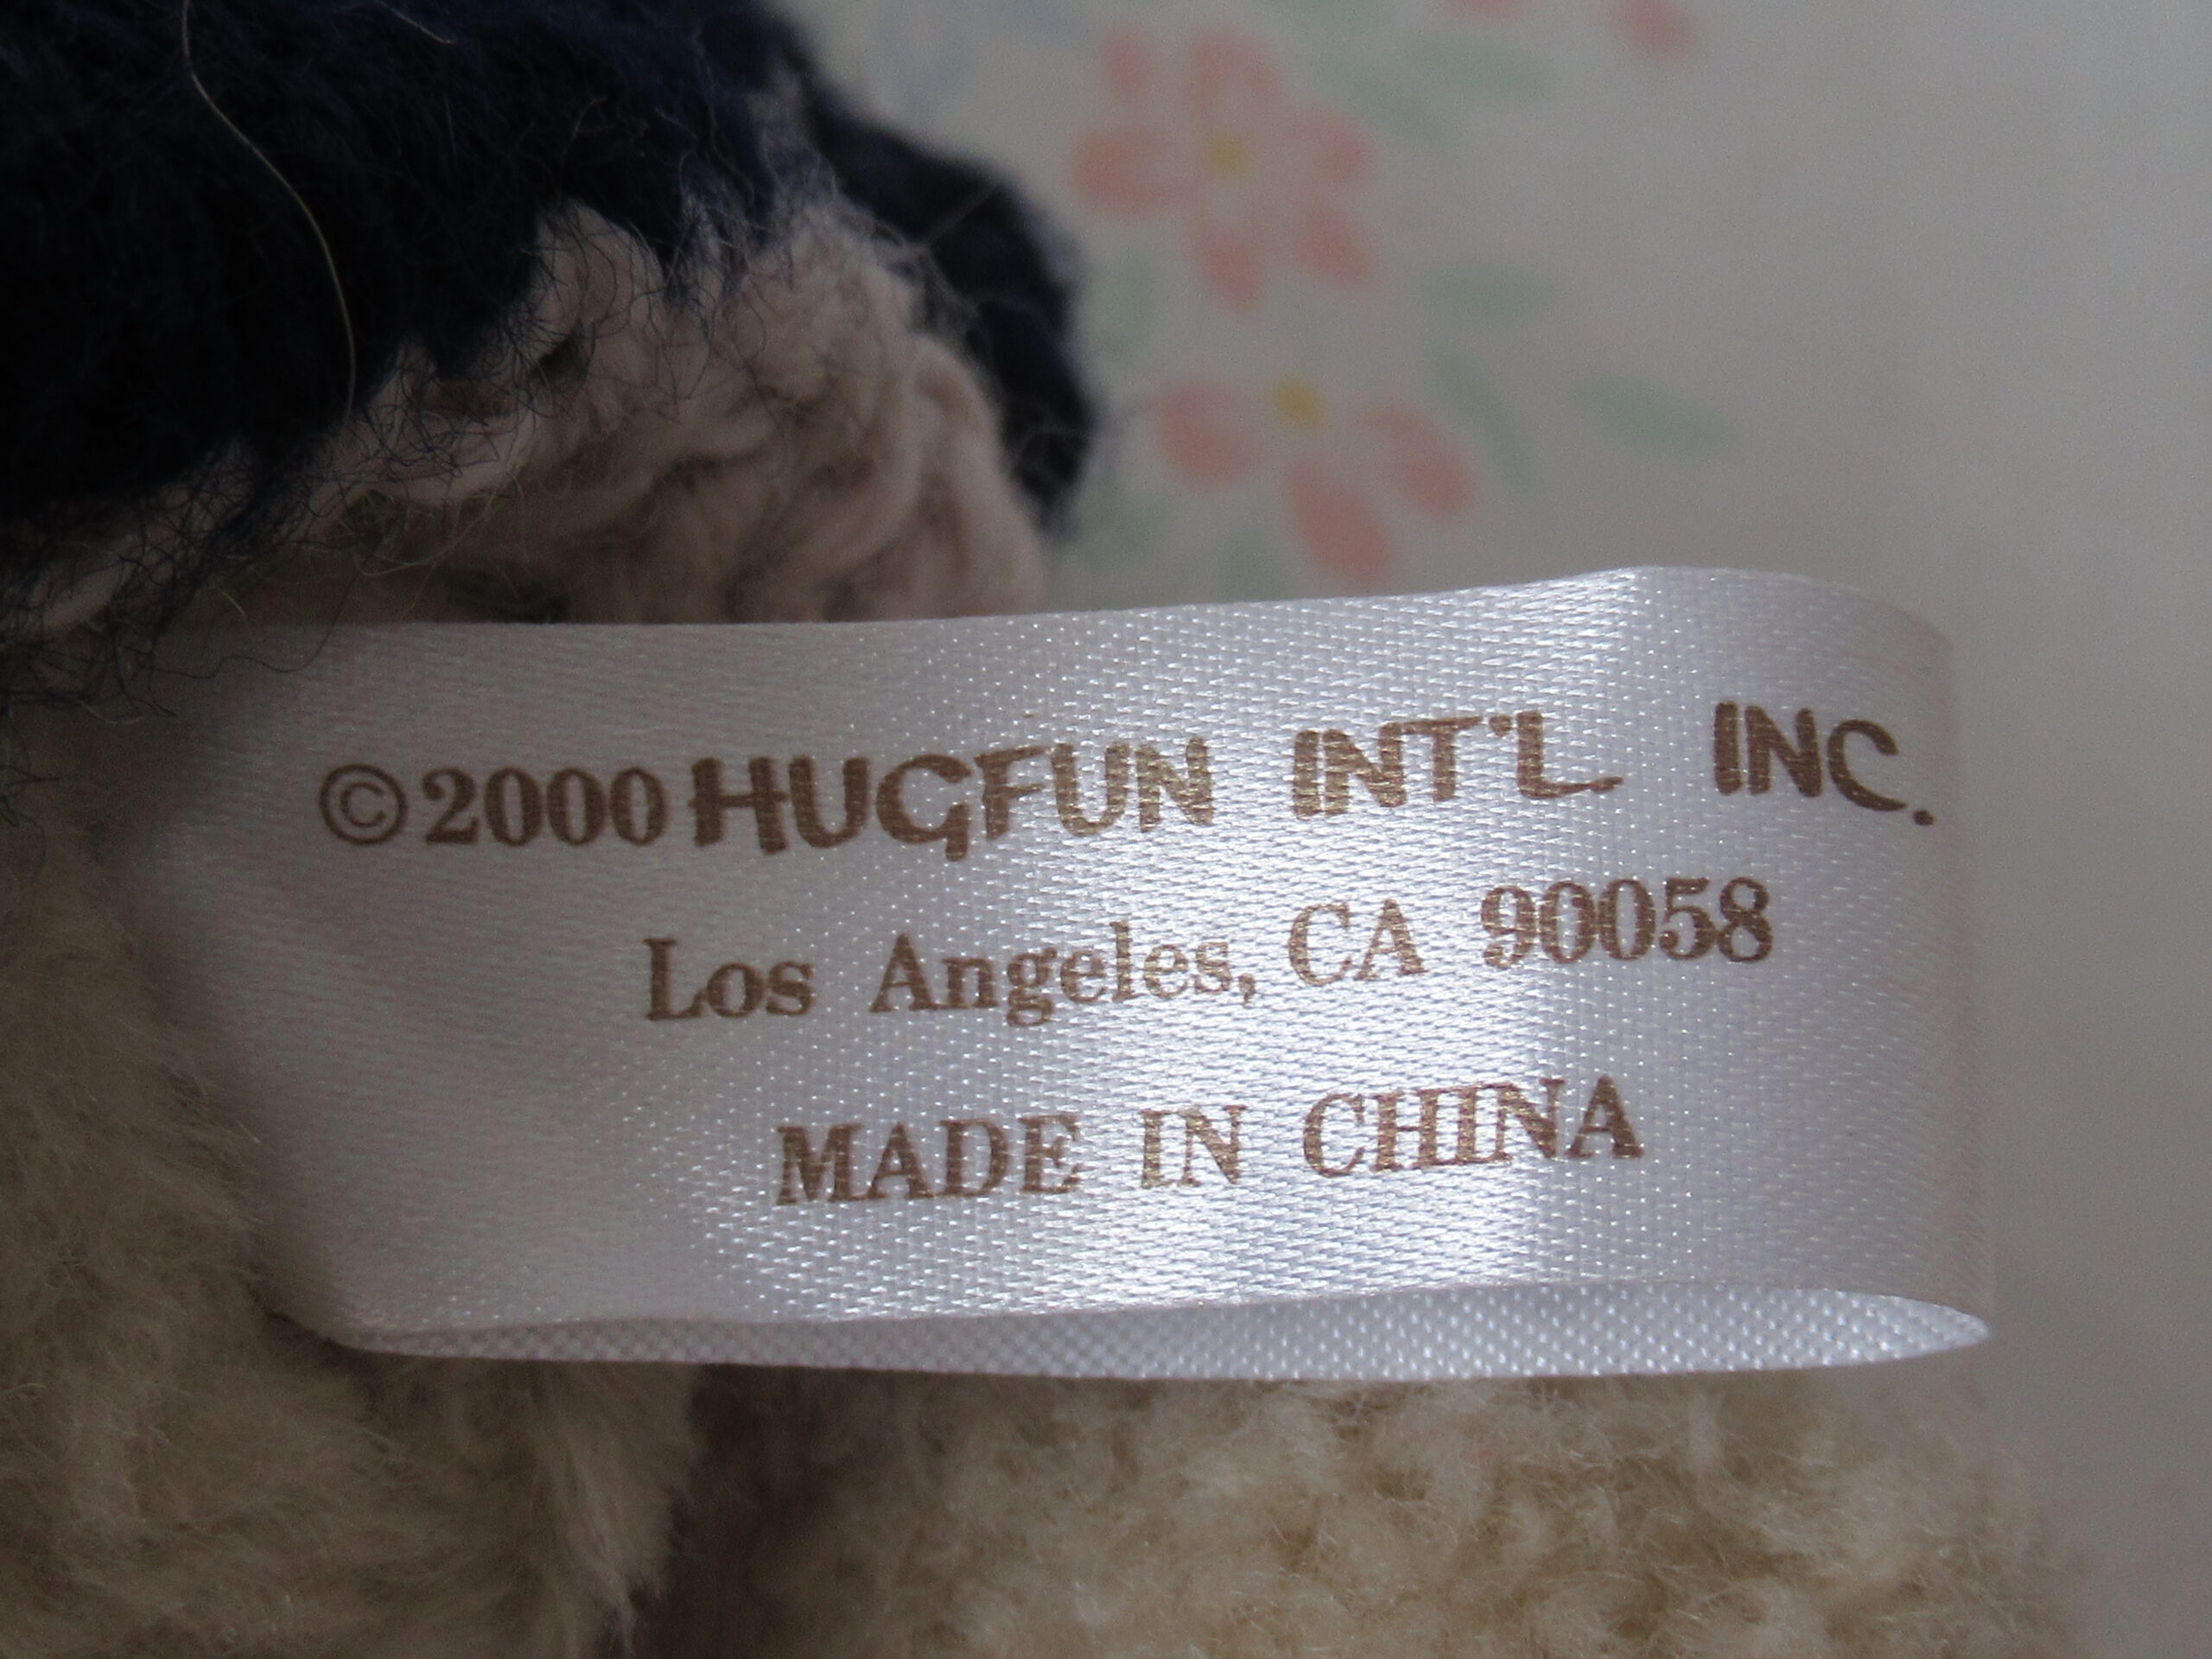 ©2000 HUGFUN INT'L. INC.
Los Angeles, CA 90058
MADE IN CHINA